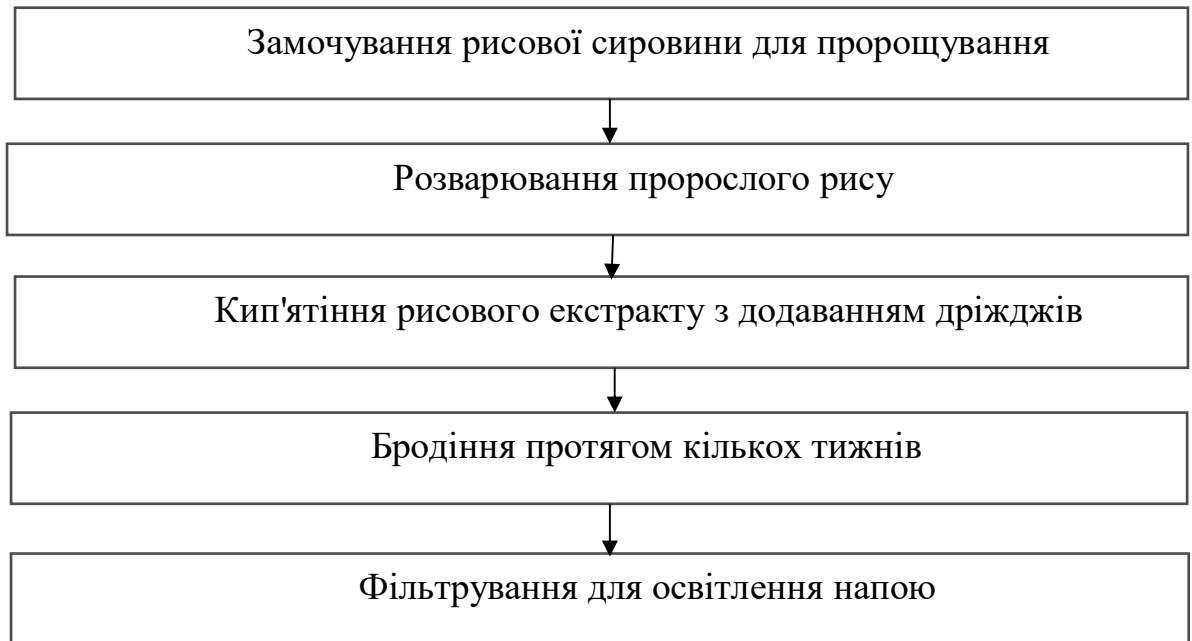 Замочування рисової сировини для пророщування
Розварювання пророслого рису
Кип'ятіння рисового екстракту з додаванням дріжджів
Бродіння протягом кількох тижнів
Фільтрування для освітлення напою